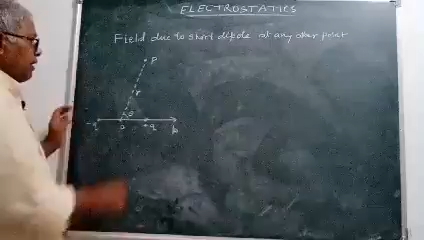 ELECTROSTATICS
Field due to short dipole at any other point
P
r
θ
-q o +q p